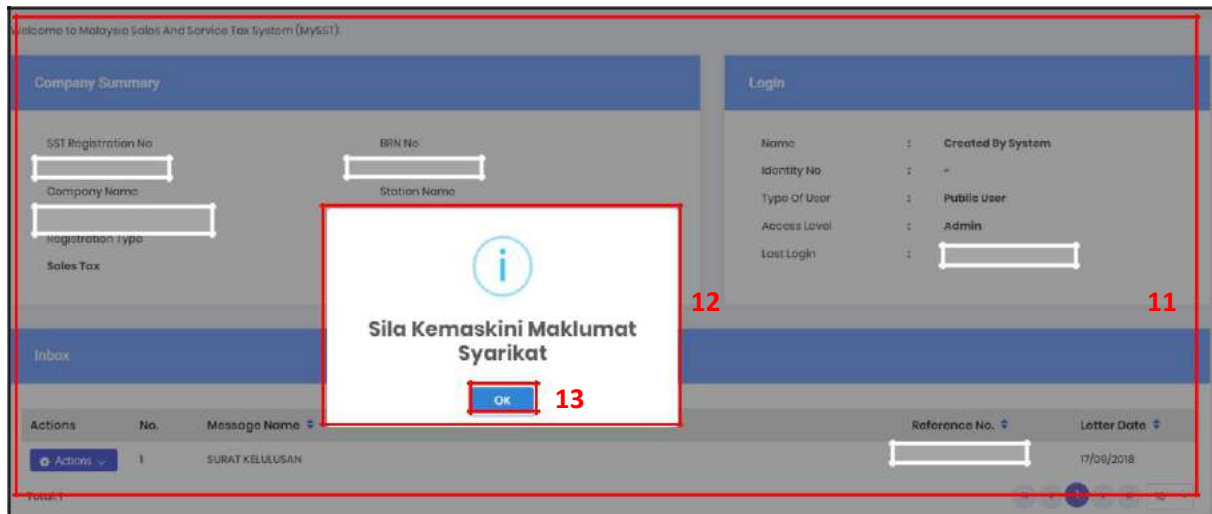 Welcome to Malaysia Sales And Service Tax System (MySST).
Company Summary
Login
SST Registration No
BRN No
Company Name
Station Name
Registration Type
Sales Tax
Name : Created By System
Identity No : -
Type Of User : Public User
Access Level : Admin
Last Login :
12
11
Sila Kemaskini Maklumat
Syarikat
OK
13
Inbox
Actions No. Message Name Reference No. Letter Date
Actions 1 SURAT KELULUSAN 17/09/2018
Total: 1
1
10